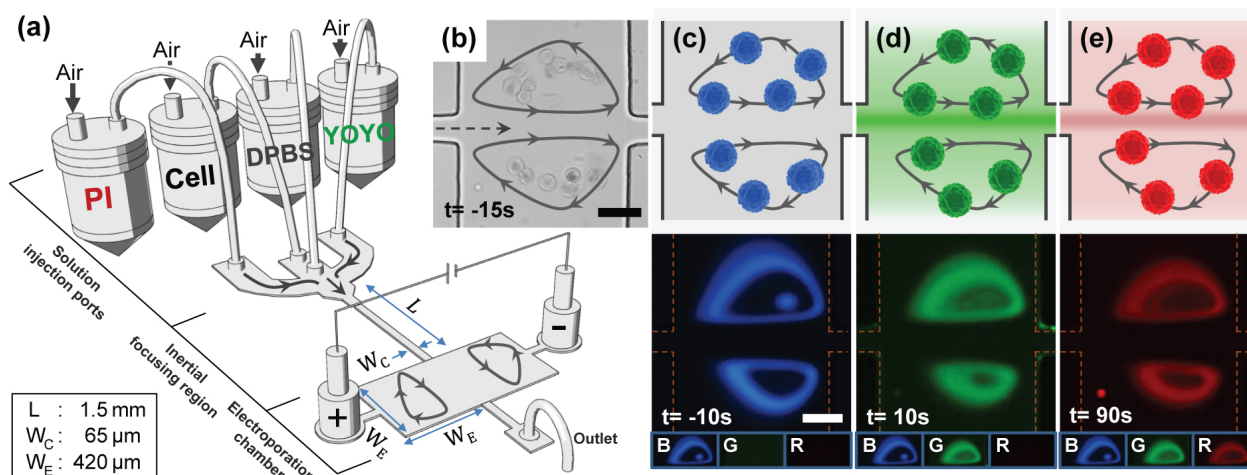 (a)
Air
Air
Air
Air
PI
Cell
DPBS
YOYO
Solution
injection ports
Inertial
focusing region
Electroporation
chamber
L
W_C
W_E
W_E
+
-
Outlet
L : 1.5 mm
W_C : 65 µm
W_E : 420 µm
(b)
t= -15s
(c)
(d)
(e)
t= -10s
t= 10s
t= 90s
B G R
B G R
B G R